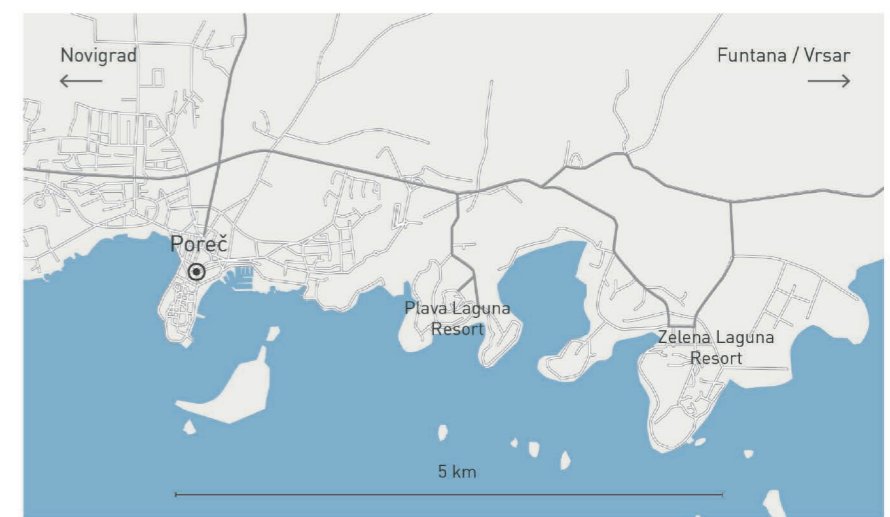 Novigrad
Funtana / Vrsar
Poreč
Plava Laguna
Resort
Zelena Laguna
Resort
5 km